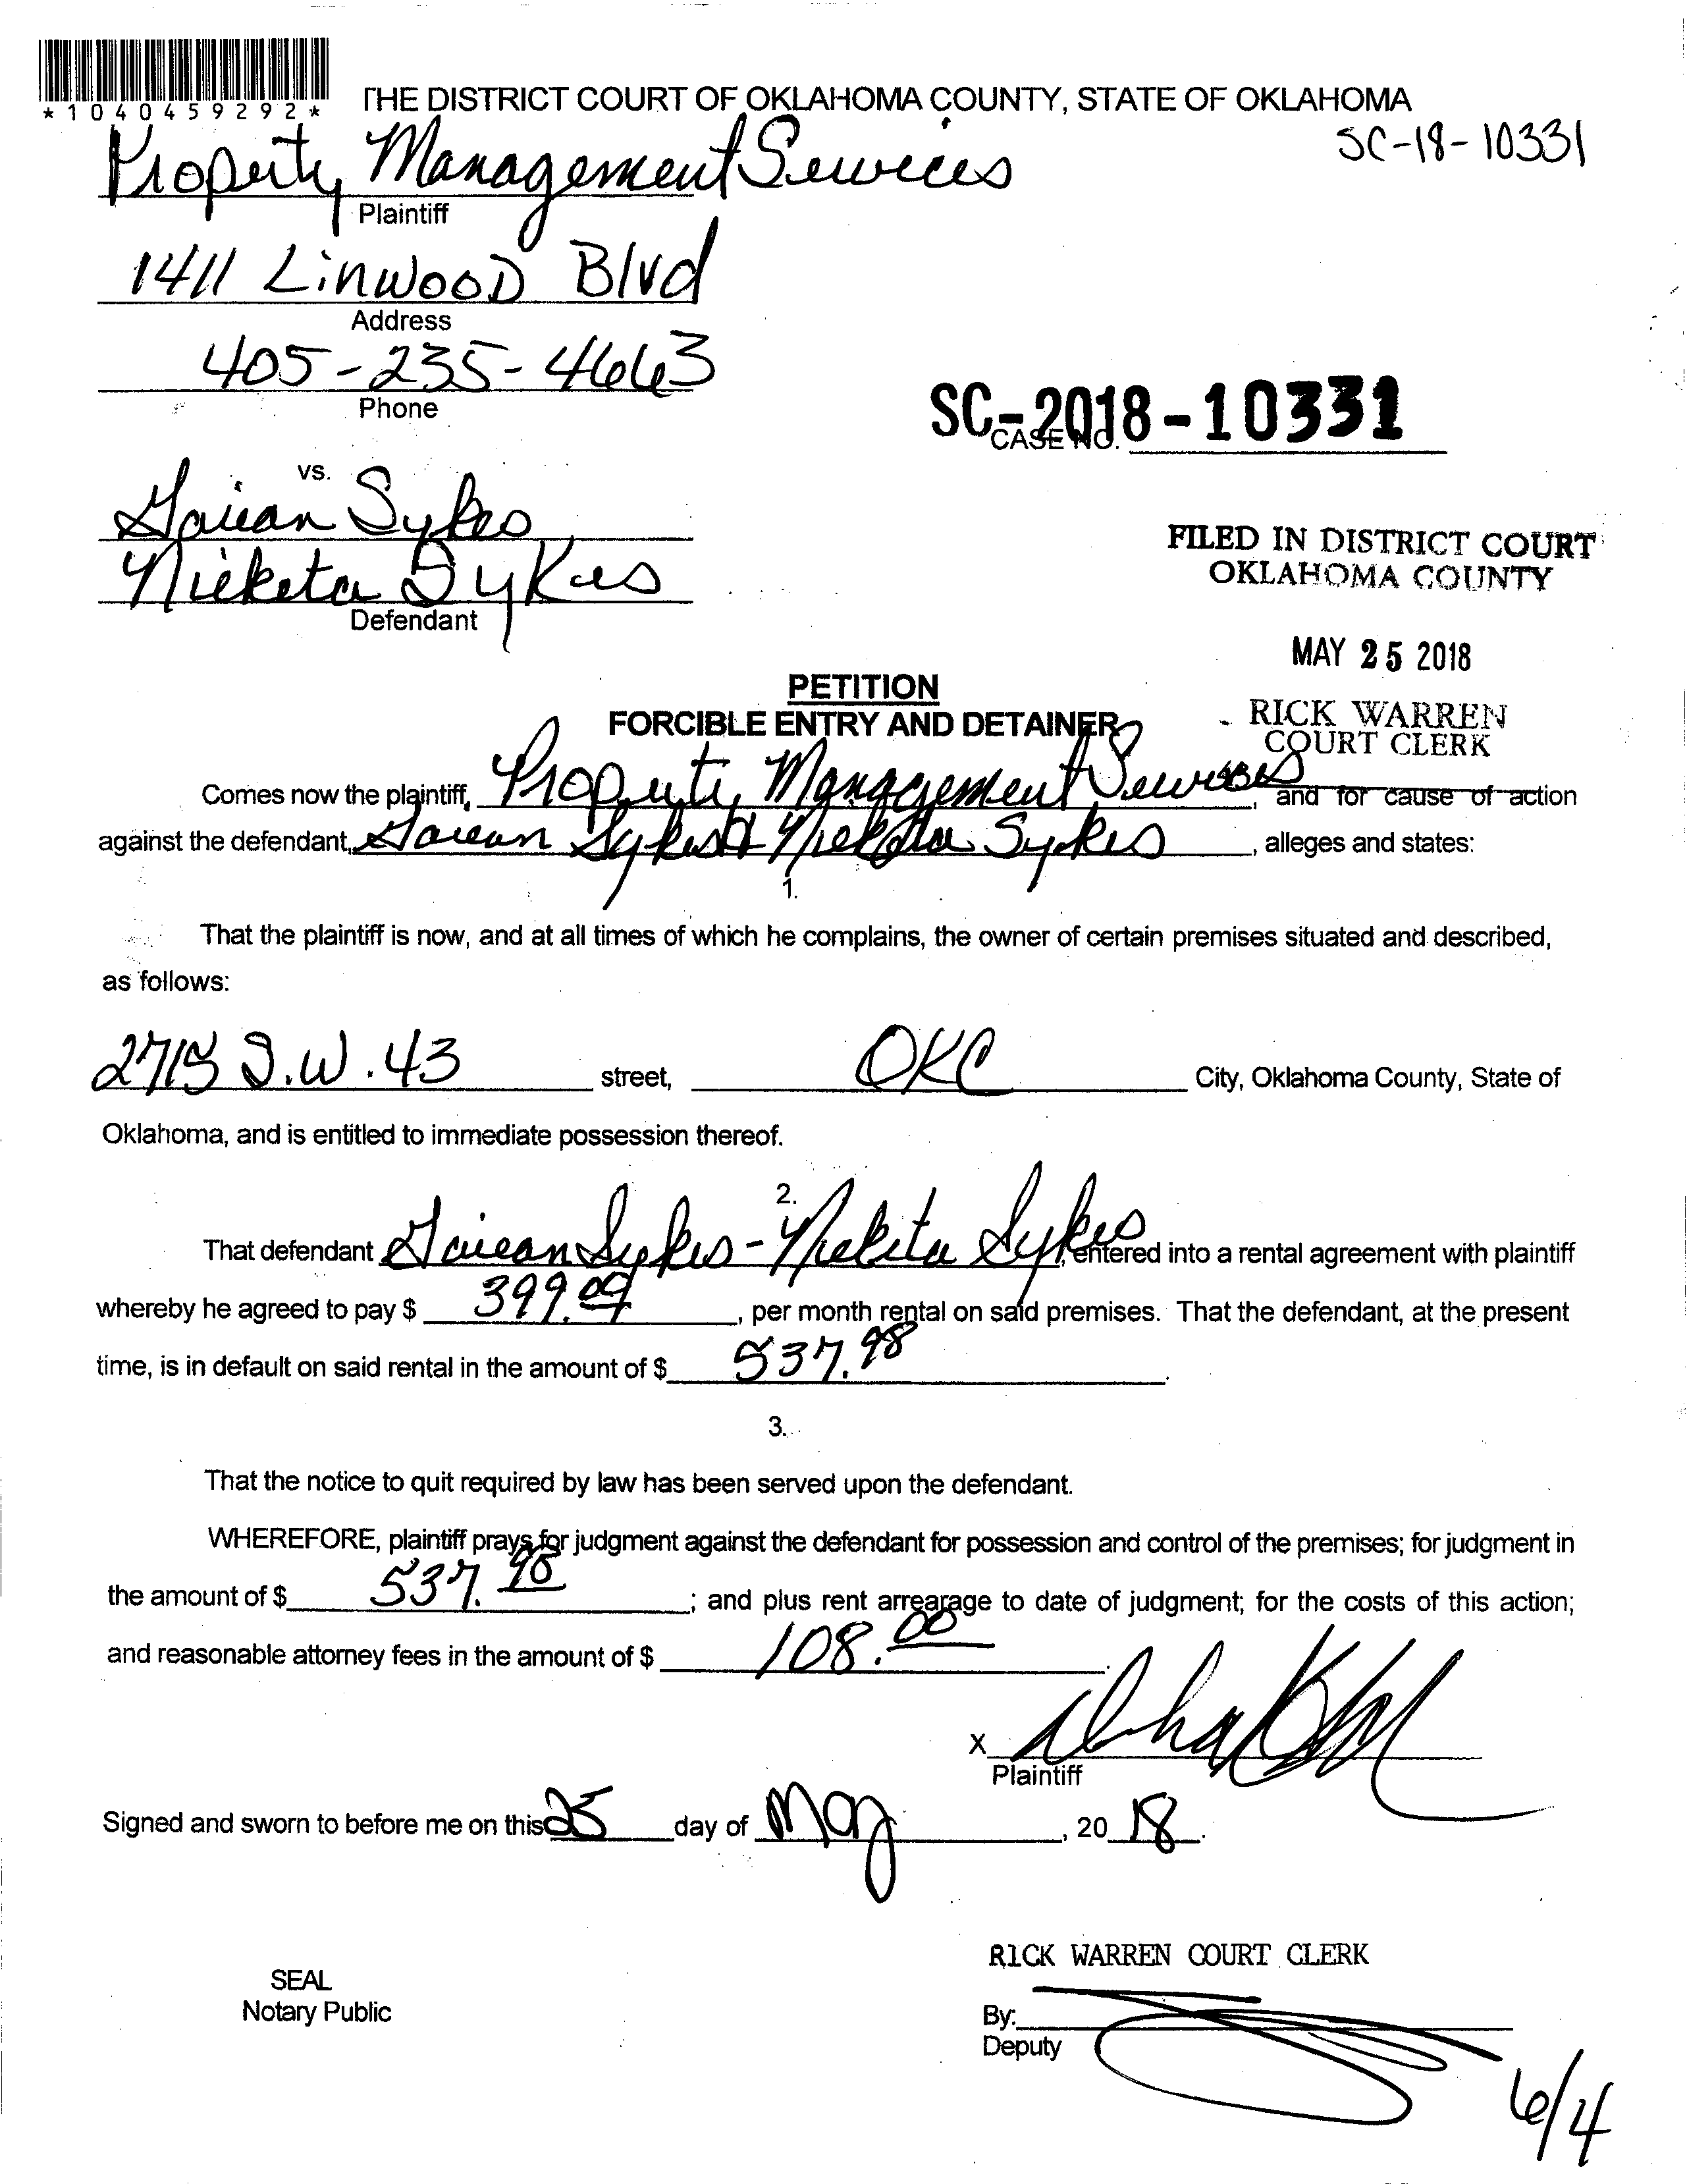 *1040459292*
THE DISTRICT COURT OF OKLAHOMA COUNTY, STATE OF OKLAHOMA
SC-18-10331
Property Management Services
Plaintiff
1411 LinwooD Blvd
Address
405-235-4663
Phone
SC-2018-10331
CASE NO.
vs.
Sykes
Nieketa Sykes
Defendant
FILED IN DISTRICT COURT
OKLAHOMA COUNTY
MAY 25 2018
RICK WARREN
COURT CLERK
PETITION
FORCIBLE ENTRY AND DETAINER
Comes now the plaintiff, Property Management Services, and for cause of action
against the defendant, Sykes & Nieketa Sykes, alleges and states:
1.
That the plaintiff is now, and at all times of which he complains, the owner of certain premises situated and described,
as follows:
2715 S.W. 43 street, OKC City, Oklahoma County, State of
Oklahoma, and is entitled to immediate possession thereof.
2.
That defendant Sykes - Niekita Sykes, entered into a rental agreement with plaintiff
whereby he agreed to pay $ 399.09, per month rental on said premises. That the defendant, at the present
time, is in default on said rental in the amount of $ 537.98.
3.
That the notice to quit required by law has been served upon the defendant.
WHEREFORE, plaintiff prays for judgment against the defendant for possession and control of the premises; for judgment in
the amount of $ 537.98; and plus rent arrearage to date of judgment; for the costs of this action;
and reasonable attorney fees in the amount of $ 108.00.
X
Plaintiff
Signed and sworn to before me on this 25 day of May, 20 18.
RICK WARREN COURT CLERK
SEAL
Notary Public
By:
Deputy
6/4